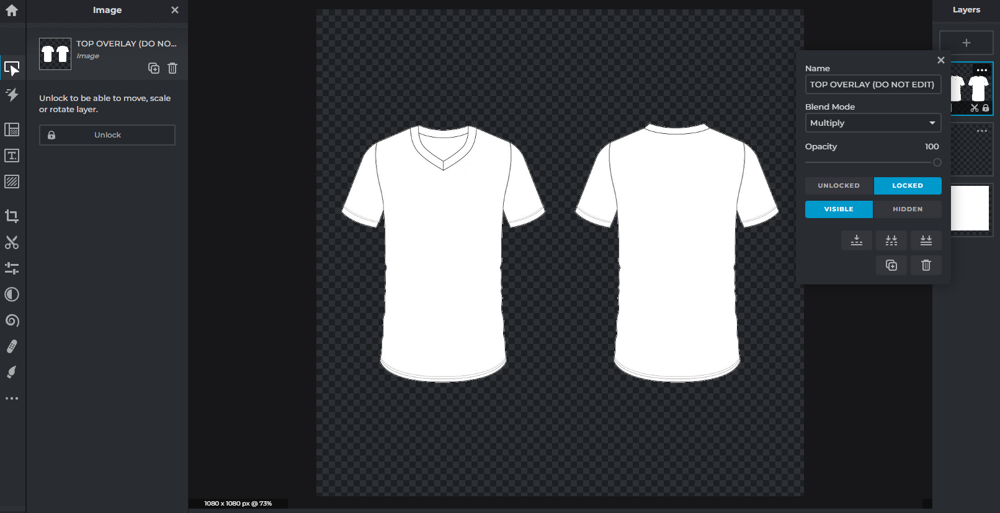 Image
TOP OVERLAY (DO NO...
Image
Unlock to be able to move, scale
or rotate layer.
Unlock
T
1080 x 1080 px @ 73%
Layers
Name
TOP OVERLAY (DO NOT EDIT)
Blend Mode
Multiply
Opacity 100
UNLOCKED LOCKED
VISIBLE HIDDEN